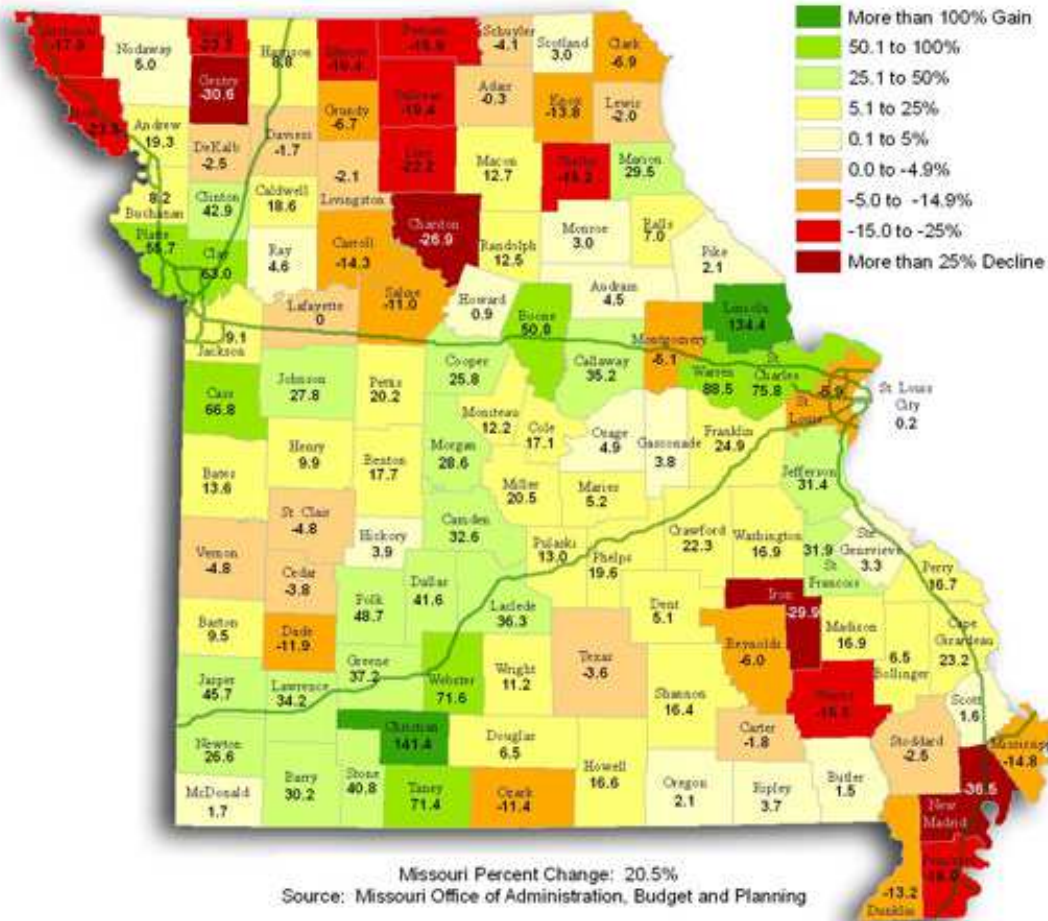 More than 100% Gain
50.1 to 100%
25.1 to 50%
5.1 to 25%
0.1 to 5%
0.0 to -4.9%
-5.0 to -14.9%
-15.0 to -25%
More than 25% Decline
-17.9
Nodaway
5.0
Harrison
8.8
Schuyler
-4.1
Scotland
3.0
Clark
-6.9
Gentry
-30.6
Adair
-0.3
Knox
-13.8
Lewis
-2.0
Grundy
-6.7
Andrew
19.3
DeKalb
-2.5
Daviess
-1.7
-2.1
Livingston
Macon
12.7
Marion
29.5
8.2
Buchanan
Clinton
42.9
Caldwell
18.6
Chariton
-26.9
Randolph
12.5
Monroe
3.0
Ralls
7.0
Pike
2.1
Platte
Clay
63.0
Ray
4.6
Carroll
-14.3
Saline
-11.0
Howard
0.9
Boone
50.8
Andrain
4.5
Lincoln
134.4
Lafayette
0
9.1
Jackson
Cooper
25.8
Callaway
35.2
Montgomery
Warren
88.5
St
Charles
75.8
St
Louis
St Louis
City
0.2
Cass
66.8
Johnson
27.8
Pettis
20.2
Moniteau
12.2
Cole
17.1
Osage
4.9
Gasconade
3.8
Franklin
24.9
Jefferson
31.4
Bates
13.6
Henry
9.9
Benton
17.7
Morgan
28.6
Miller
20.5
Maries
5.2
St Clair
-4.8
Hickory
3.9
Camden
32.6
Pulaski
13.0
Phelps
19.6
Crawford
22.3
Washington
16.9
31.9
St
Francois
Ste
Genevieve
3.3
Perry
16.7
Vernon
-4.8
Cedar
-3.8
Polk
48.7
Dallas
41.6
Laclede
36.3
Dent
5.1
Iron
-29.9
Madison
16.9
Cape
Girardeau
23.2
Barton
9.5
Dade
-11.9
Greene
37.2
Webster
71.6
Wright
11.2
Texas
-3.6
Reynolds
-6.0
6.5
Bollinger
Jasper
45.7
Lawrence
34.2
Shannon
16.4
Carter
-1.8
Scott
1.6
Stoddard
-2.5
Mississippi
-14.8
Christian
141.4
Douglas
6.5
Howell
16.6
Newton
Barry
30.2
Stone
40.8
Taney
71.4
Ozark
-11.4
Oregon
2.1
Ripley
3.7
Butler
1.5
McDonald
1.7
-36.5
New
Madrid
-13.2
Dunklin
Missouri Percent Change: 20.5%
Source: Missouri Office of Administration, Budget and Planning